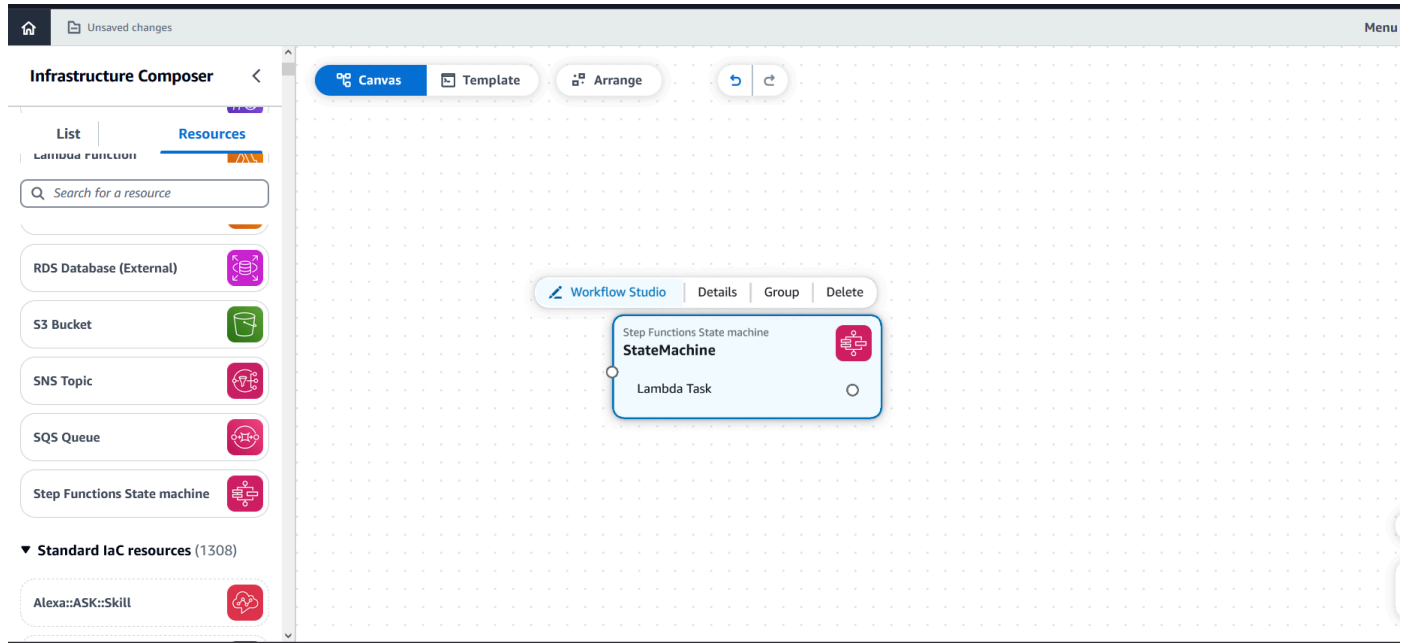 Unsaved changes
Menu
Infrastructure Composer
Canvas
Template
Arrange
List
Resources
Lambda Function
Search for a resource
RDS Database (External)
S3 Bucket
SNS Topic
SQS Queue
Step Functions State machine
Standard IaC resources (1308)
Alexa::ASK::Skill
Workflow Studio
Details
Group
Delete
Step Functions State machine
StateMachine
Lambda Task